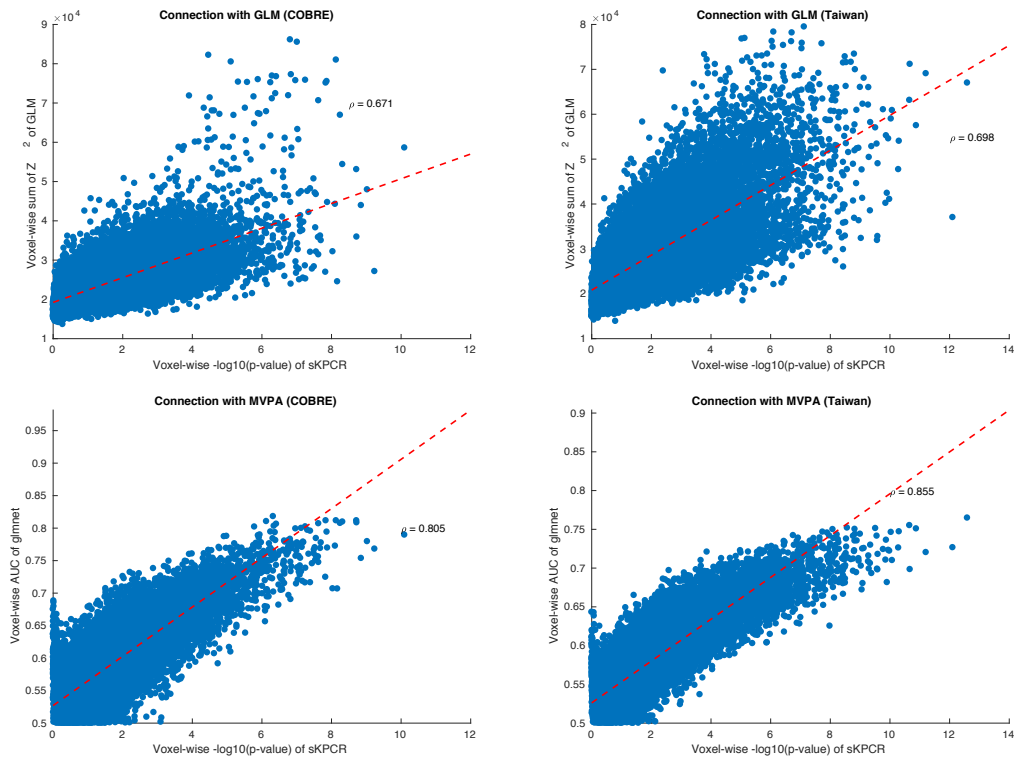 Connection with GLM (COBRE)
×10⁴
9
8
7
6
5
4
3
2
1
Voxel-wise sum of Z² of GLM
ρ = 0.671
0 2 4 6 8 10 12
Voxel-wise -log10(p-value) of sKPCR
Connection with GLM (Taiwan)
×10⁴
8
7
6
5
4
3
2
1
Voxel-wise sum of Z² of GLM
ρ = 0.698
0 2 4 6 8 10 12 14
Voxel-wise -log10(p-value) of sKPCR
Connection with MVPA (COBRE)
0.95
0.9
0.85
0.8
0.75
0.7
0.65
0.6
0.55
0.5
Voxel-wise AUC of glmnet
ρ = 0.805
0 2 4 6 8 10 12
Voxel-wise -log10(p-value) of sKPCR
Connection with MVPA (Taiwan)
0.9
0.85
0.8
0.75
0.7
0.65
0.6
0.55
0.5
Voxel-wise AUC of glmnet
ρ = 0.855
0 2 4 6 8 10 12 14
Voxel-wise -log10(p-value) of sKPCR